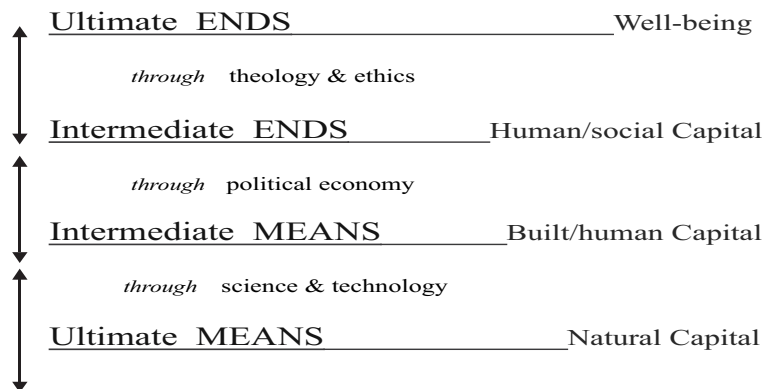 Ultimate ENDS Well-being
through theology & ethics
Intermediate ENDS Human/social Capital
through political economy
Intermediate MEANS Built/human Capital
through science & technology
Ultimate MEANS Natural Capital